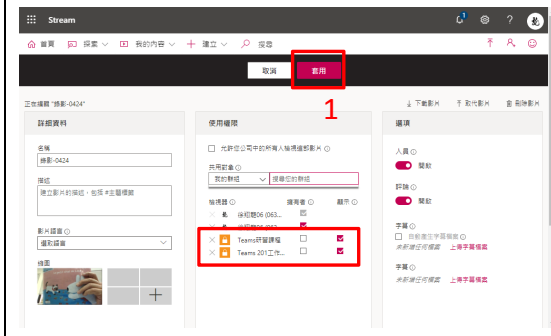 Stream
1
?
首頁 探索 我的內容 建立 搜尋
取消 套用
1
正在編輯 "錄影-0424"
下載影片 取代影片 刪除影片
詳細資料
名稱
錄影-0424
描述
建立影片的描述，包括 #主題標籤
影片語言
選取語言
縮圖
使用權限
允許您公司中的所有人檢視這部影片
共用對象
我的群組 搜尋您的群組
檢視器 擁有者 顯示
Teams研習課程
Teams 201工作...
選項
人員
開啟
評論
開啟
字幕
自動產生字幕檔案
未新增任何檔案 上傳字幕檔案
字幕
未新增任何檔案 上傳字幕檔案